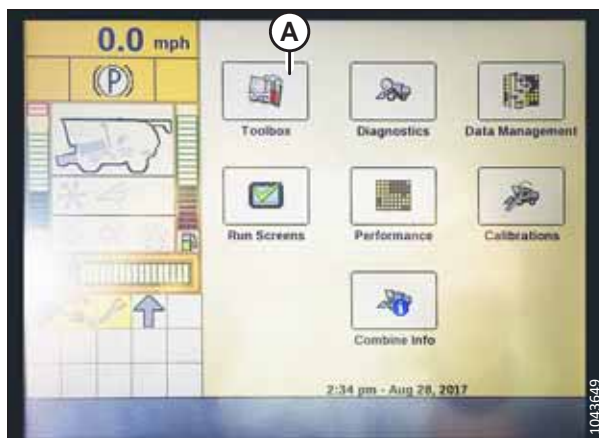 0.0 mph
A
(P)
Toolbox
Diagnostics
Data Management
Run Screens
Performance
Calibrations
Combine Info
2:34 pm - Aug 28, 2017
1043649